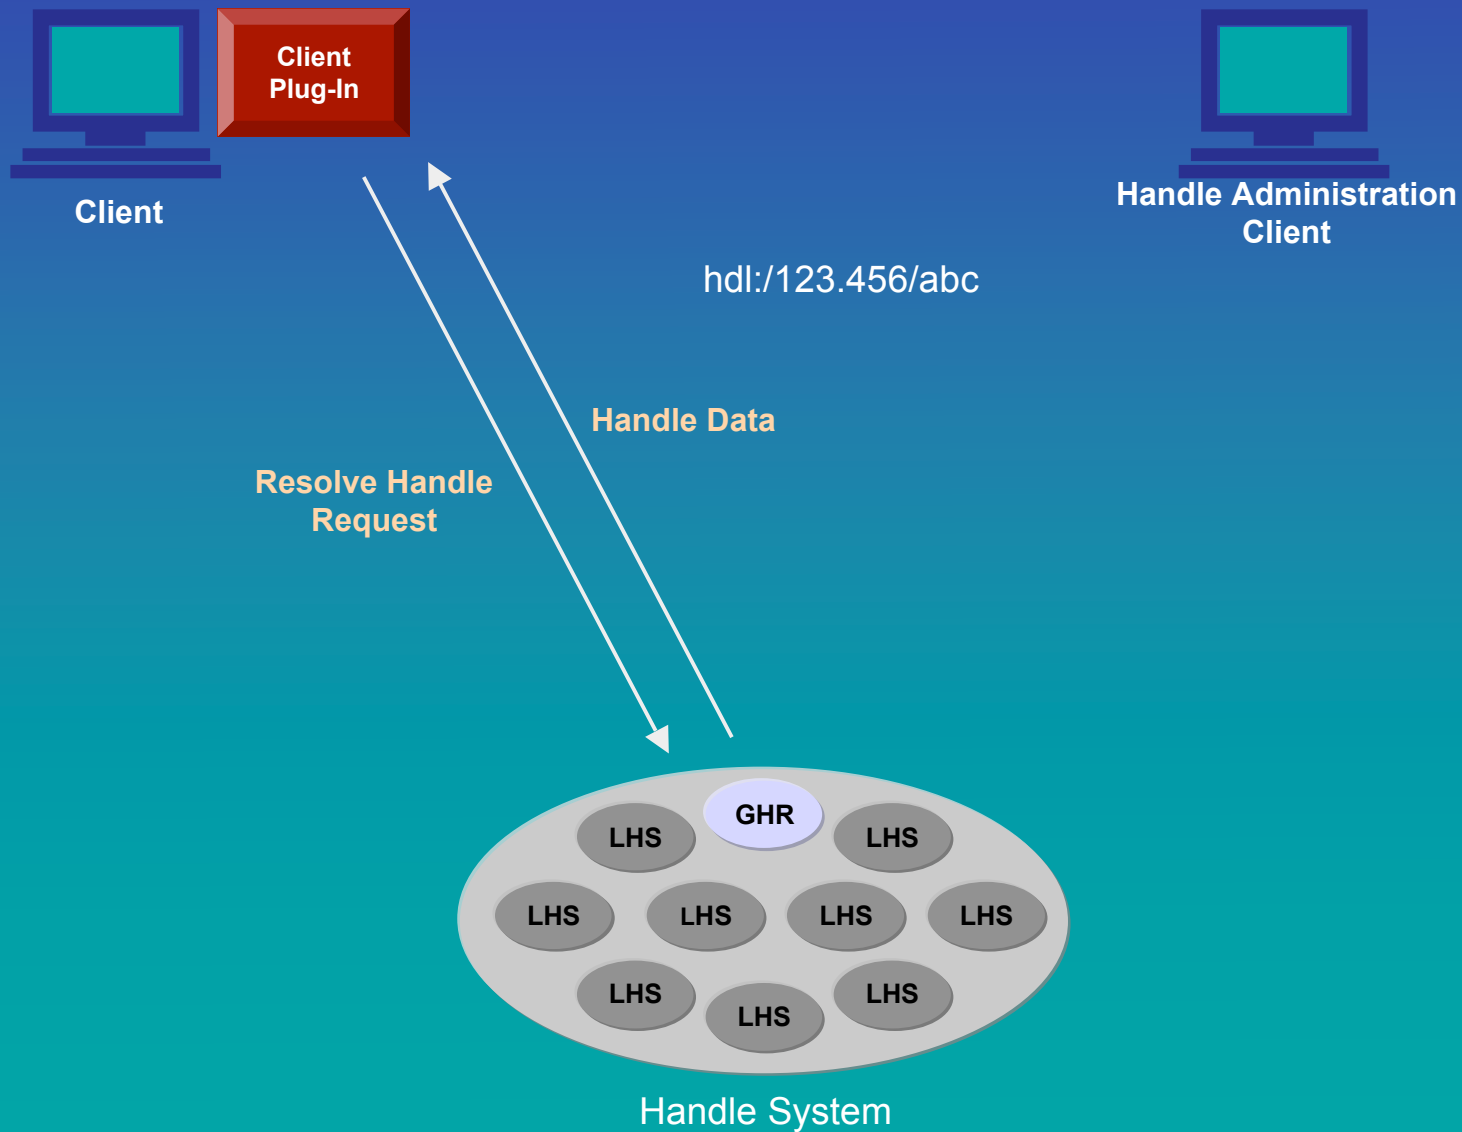 Client
Plug-In
Client
Handle Administration
Client
hdl:/123.456/abc
Handle Data
Resolve Handle
Request
GHR
LHS
LHS
LHS
LHS
LHS
LHS
LHS
LHS
LHS
Handle System